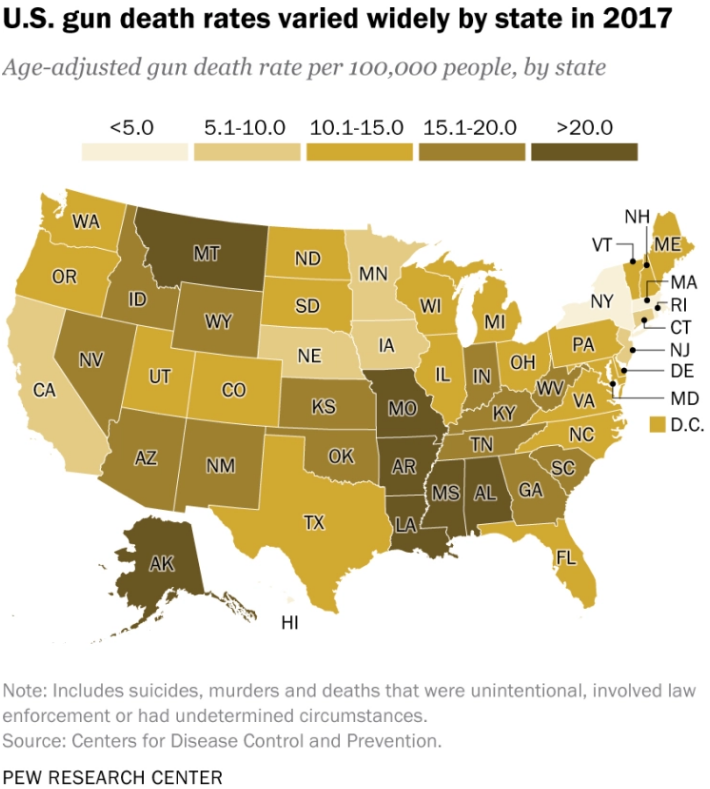 U.S. gun death rates varied widely by state in 2017
Age-adjusted gun death rate per 100,000 people, by state
<5.0 5.1-10.0 10.1-15.0 15.1-20.0 >20.0
NH
WA
VT
ME
MT
ND
OR
MN
MA
ID
NY
RI
SD
WI
WY
MI
CT
IA
PA
NJ
NE
NV
OH
DE
UT
IL
IN
CO
CA
WV
MD
VA
KS
MO
KY
D.C.
NC
TN
AZ
OK
NM
AR
SC
MS
AL
GA
TX
LA
FL
AK
HI
Note: Includes suicides, murders and deaths that were unintentional, involved law
enforcement or had undetermined circumstances.
Source: Centers for Disease Control and Prevention.
PEW RESEARCH CENTER